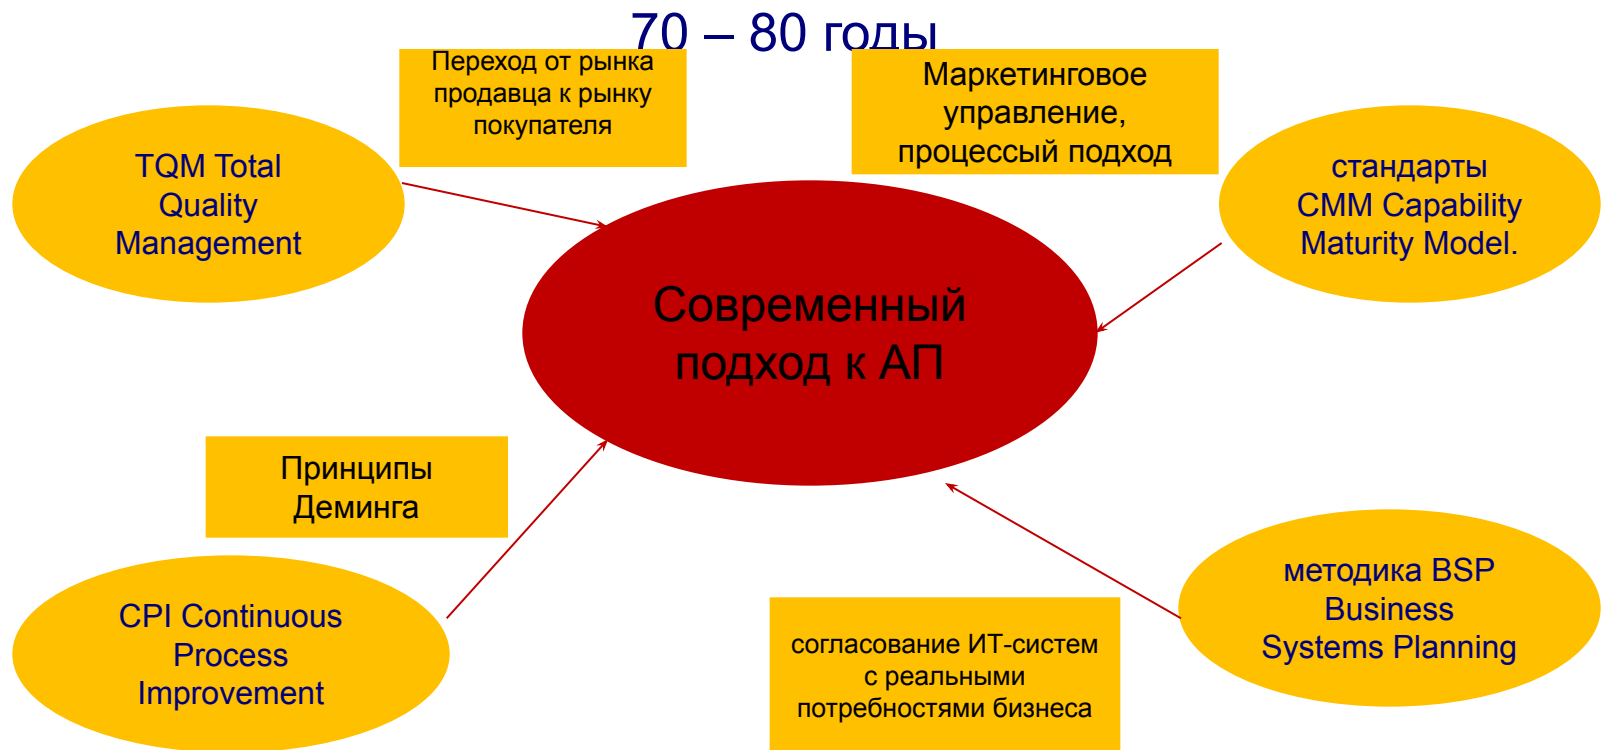 70 – 80 годы
Переход от рынка
продавца к рынку
покупателя
Маркетинговое
управление,
процессый подход
TQM Total
Quality
Management
стандарты
CMM Capability
Maturity Model.
Современный
подход к АП
Принципы
Деминга
CPI Continuous
Process
Improvement
согласование ИТ-систем
с реальными
потребностями бизнеса
методика BSP
Business
Systems Planning